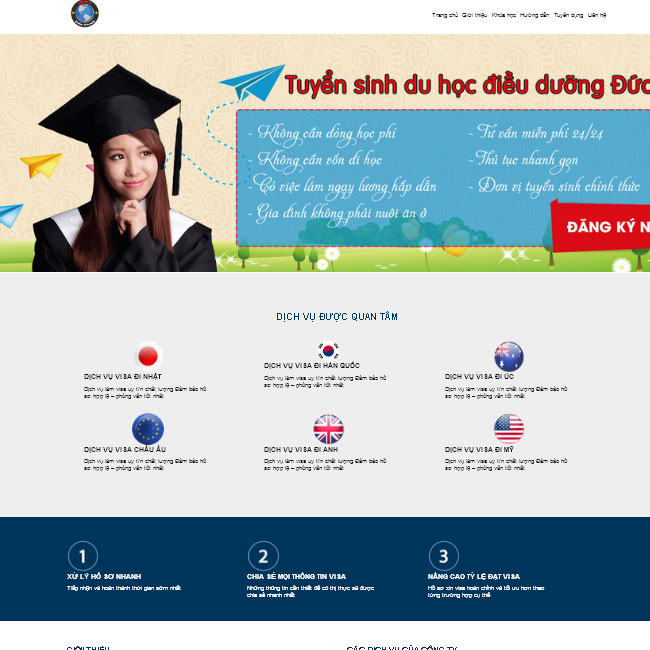 Trang chủ Giới thiệu Khóa học Hướng dẫn Tuyển dụng Liên hệ
Tuyển sinh du học điều dưỡng Đức
- Không cần đóng học phí
- Không cần vốn đi học
- Có việc làm ngay lương hấp dẫn
- Gia đình không phải nuôi ăn ở
- Tư vấn miễn phí 24/24
- Thủ tục nhanh gọn
- Đơn vị tuyển sinh chính thức
ĐĂNG KÝ N
DỊCH VỤ ĐƯỢC QUAN TÂM
DỊCH VỤ VISA ĐI NHẬT
Dịch vụ làm visa uy tín chất lượng Đảm bảo hồ
sơ hợp lệ – phỏng vấn tốt nhất
DỊCH VỤ VISA ĐI HÀN QUỐC
Dịch vụ làm visa uy tín chất lượng Đảm bảo hồ
sơ hợp lệ – phỏng vấn tốt nhất
DỊCH VỤ VISA ĐI ÚC
Dịch vụ làm visa uy tín chất lượng Đảm bảo hồ
sơ hợp lệ – phỏng vấn tốt nhất
DỊCH VỤ VISA CHÂU ÂU
Dịch vụ làm visa uy tín chất lượng Đảm bảo hồ
sơ hợp lệ – phỏng vấn tốt nhất
DỊCH VỤ VISA ĐI ANH
Dịch vụ làm visa uy tín chất lượng Đảm bảo hồ
sơ hợp lệ – phỏng vấn tốt nhất
DỊCH VỤ VISA ĐI MỸ
Dịch vụ làm visa uy tín chất lượng Đảm bảo hồ
sơ hợp lệ – phỏng vấn tốt nhất
1
XỬ LÝ HỒ SƠ NHANH
Tiếp nhận và hoàn thành thời gian sớm nhất
2
CHIA SẺ MỌI THÔNG TIN VISA
Những thông tin cần thiết để có thị thực sẽ được
chia sẻ nhanh nhất
3
NÂNG CAO TỶ LỆ ĐẠT VISA
Hồ sơ xin visa hoàn chỉnh và tối ưu hơn theo
từng trường hợp cụ thể
GIỚI THIỆU
CÁC DỊCH VỤ CỦA CÔNG TY